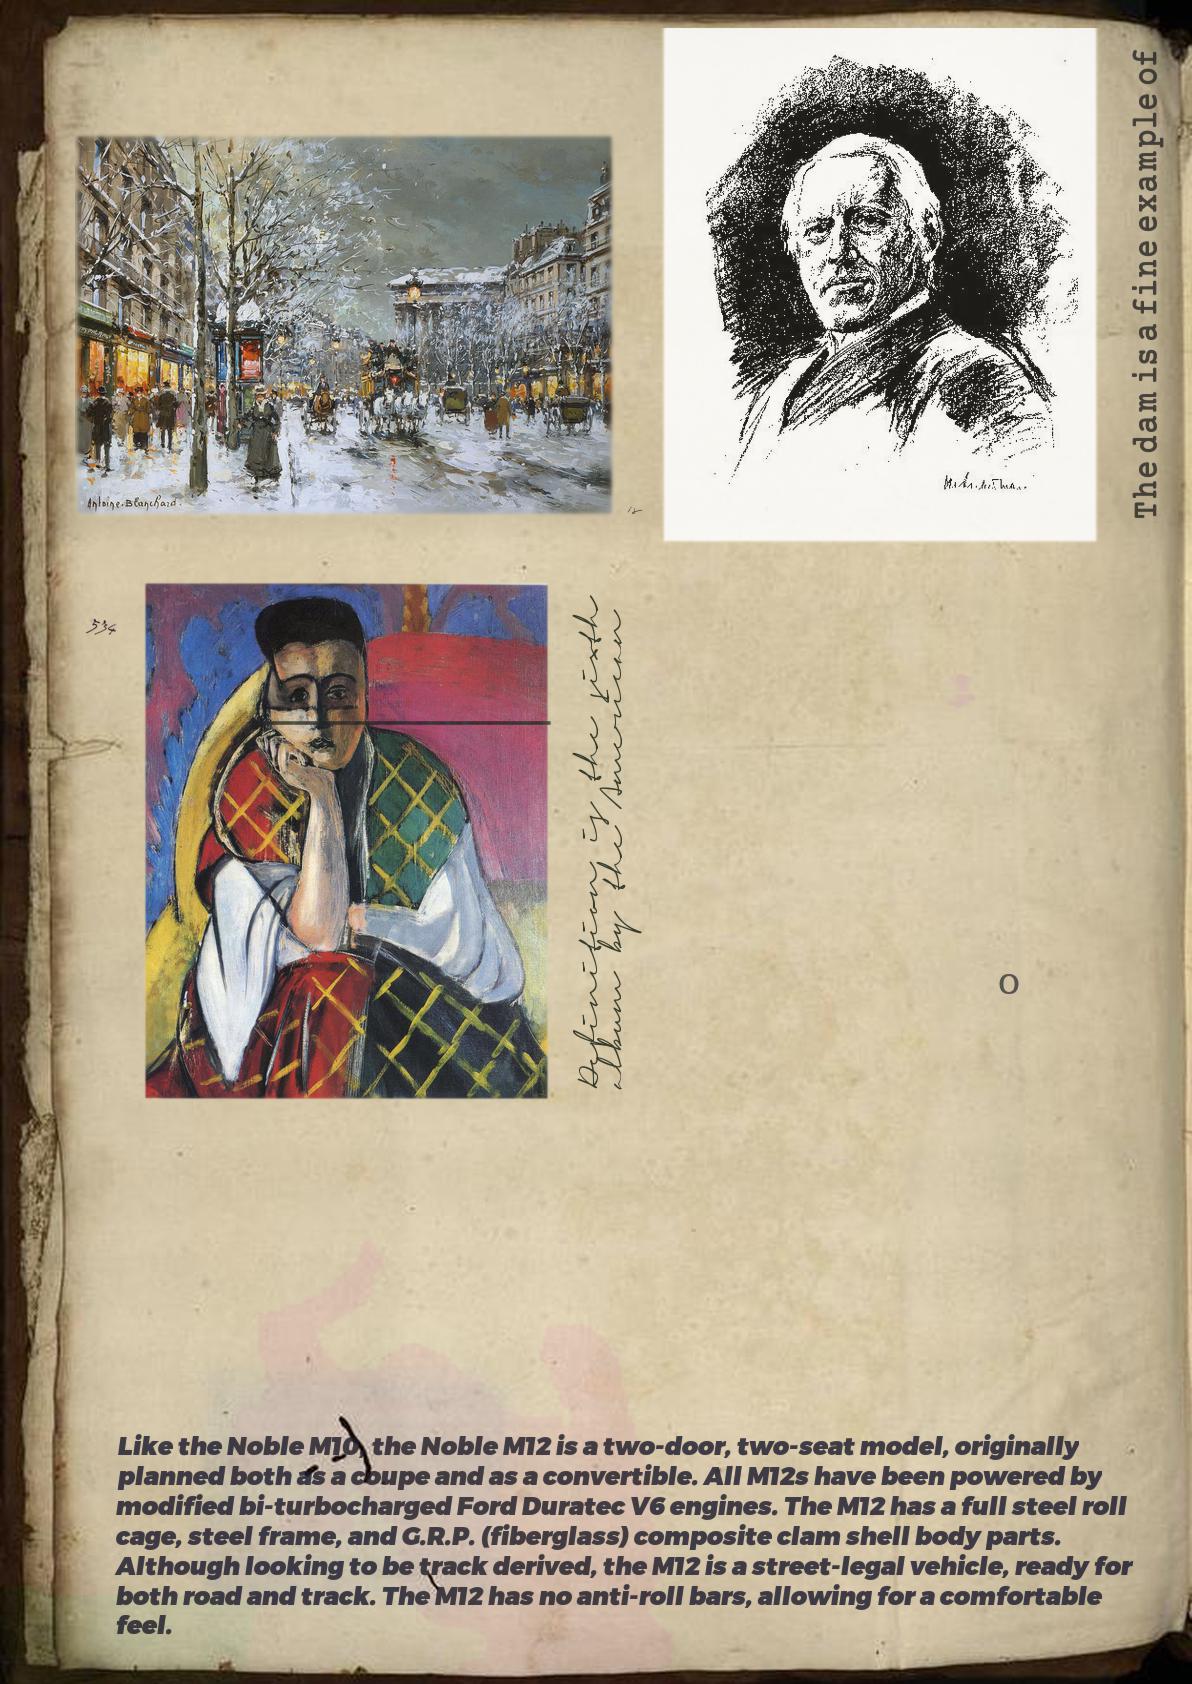 The dam is a fine example of
Antoine.Blanchard.
12
534
Definition is the sixth
album by the American
o
Like the Noble M10, the Noble M12 is a two-door, two-seat model, originally
planned both as a coupe and as a convertible. All M12s have been powered by
modified bi-turbocharged Ford Duratec V6 engines. The M12 has a full steel roll
cage, steel frame, and G.R.P. (fiberglass) composite clam shell body parts.
Although looking to be track derived, the M12 is a street-legal vehicle, ready for
both road and track. The M12 has no anti-roll bars, allowing for a comfortable
feel.